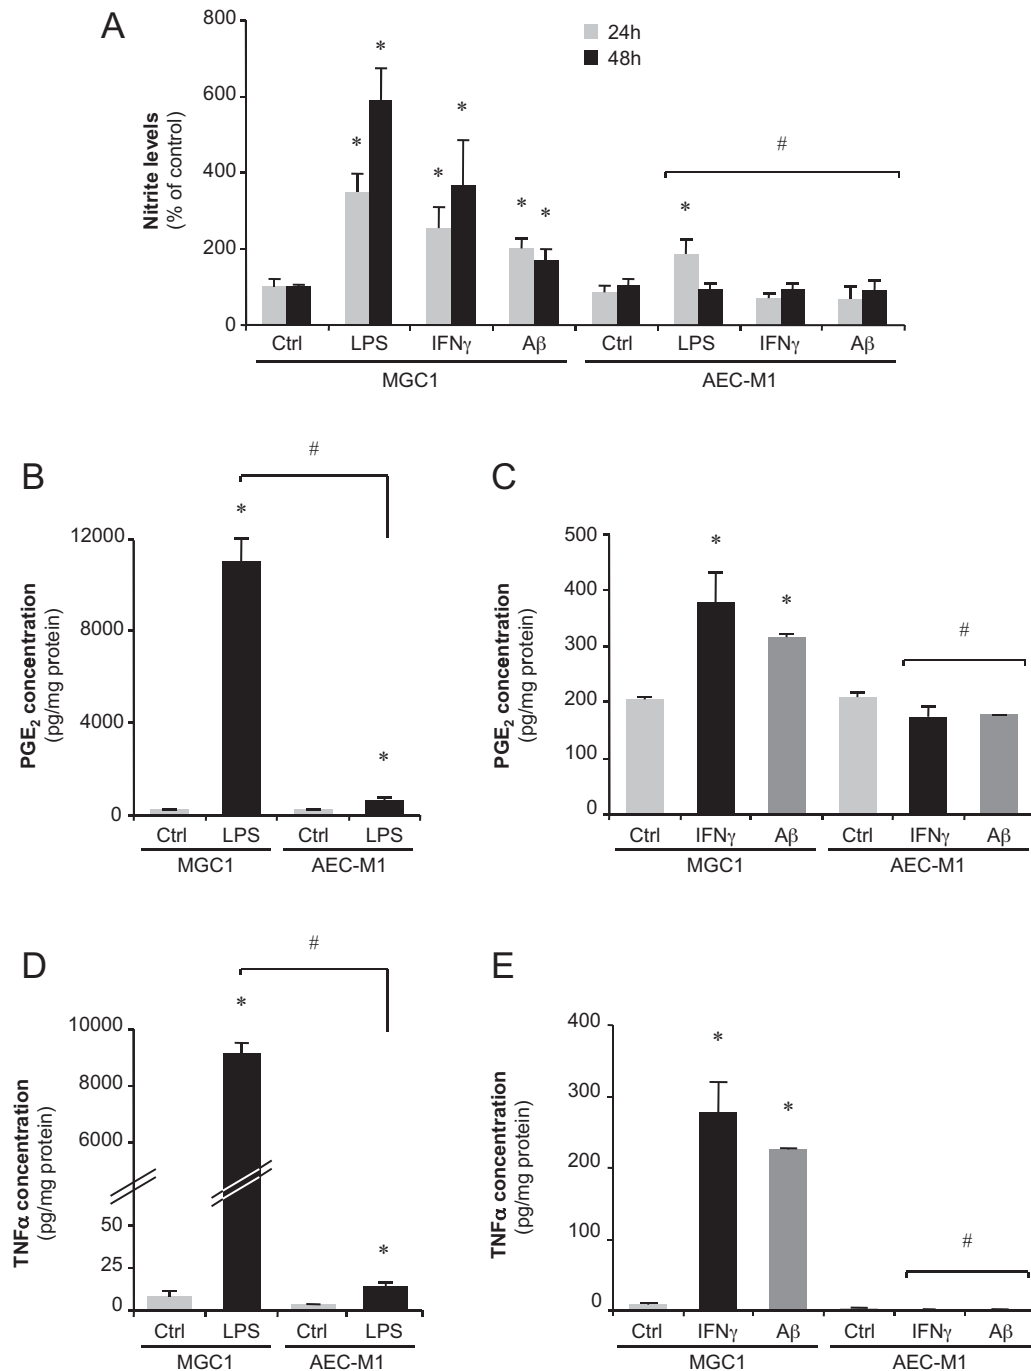 A
800
600
400
200
0
Nitrite levels
(% of control)
24h
48h
* * * * * * * #
Ctrl LPS IFNγ Aβ Ctrl LPS IFNγ Aβ
MGC1 AEC-M1
B
#
*
*
12000
8000
4000
0
PGE₂ concentration
(pg/mg protein)
Ctrl LPS Ctrl LPS
MGC1 AEC-M1
C
500
400
300
200
100
0
PGE₂ concentration
(pg/mg protein)
* * #
Ctrl IFNγ Aβ Ctrl IFNγ Aβ
MGC1 AEC-M1
D
#
*
*
10000
8000
6000
50
25
0
TNFα concentration
(pg/mg protein)
Ctrl LPS Ctrl LPS
MGC1 AEC-M1
E
400
300
200
100
0
TNFα concentration
(pg/mg protein)
* * #
Ctrl IFNγ Aβ Ctrl IFNγ Aβ
MGC1 AEC-M1